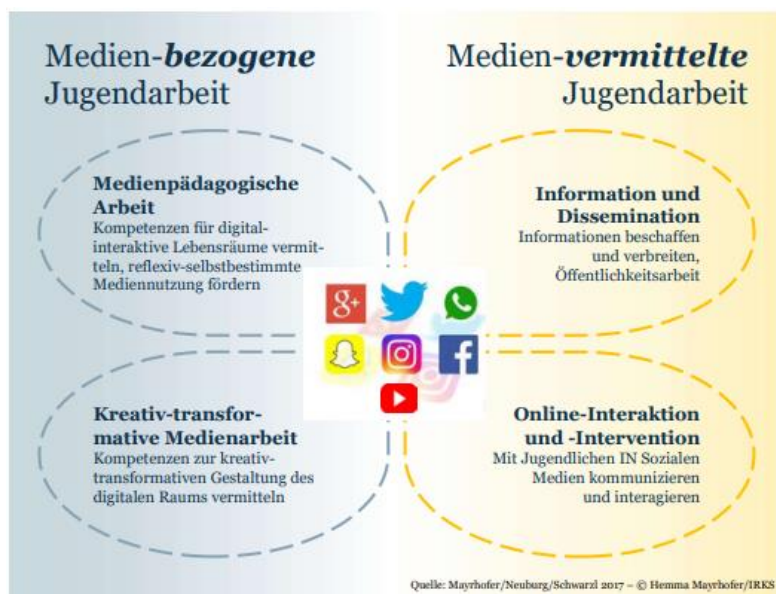 Medien-bezogene
Jugendarbeit
Medien-vermittelte
Jugendarbeit
Medienpädagogische
Arbeit
Kompetenzen für digital-
interaktive Lebensräume vermit-
teln, reflexiv-selbstbestimmte
Mediennutzung fördern
Information und
Dissemination
Informationen beschaffen
und verbreiten,
Öffentlichkeitsarbeit
g+
f
Kreativ-transfor-
mative Medienarbeit
Kompetenzen zur kreativ-
transformativen Gestaltung des
digitalen Raums vermitteln
Online-Interaktion
und -Intervention
Mit Jugendlichen IN Sozialen
Medien kommunizieren
und interagieren
Quelle: Mayrhofer/Neuburg/Schwarzl 2017 – © Hemma Mayrhofer/IRKS